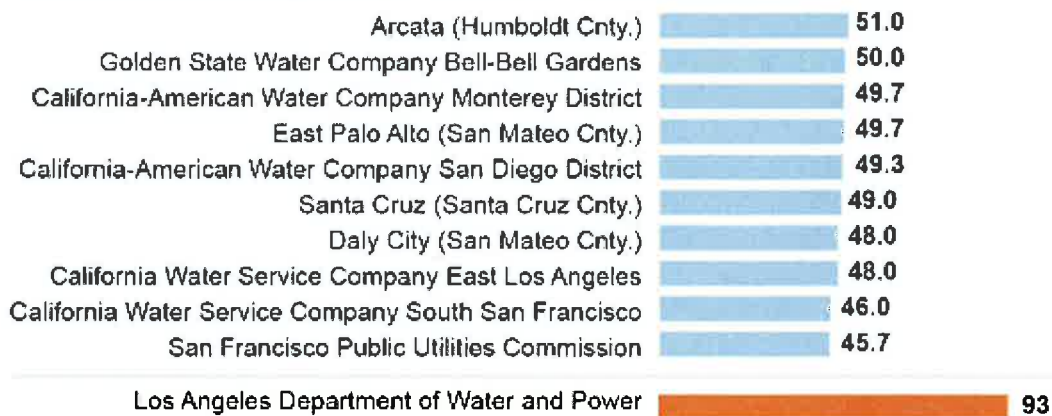 Arcata (Humboldt Cnty.) 51.0
Golden State Water Company Bell-Bell Gardens 50.0
California-American Water Company Monterey District 49.7
East Palo Alto (San Mateo Cnty.) 49.7
California-American Water Company San Diego District 49.3
Santa Cruz (Santa Cruz Cnty.) 49.0
Daly City (San Mateo Cnty.) 48.0
California Water Service Company East Los Angeles 48.0
California Water Service Company South San Francisco 46.0
San Francisco Public Utilities Commission 45.7
Los Angeles Department of Water and Power 93